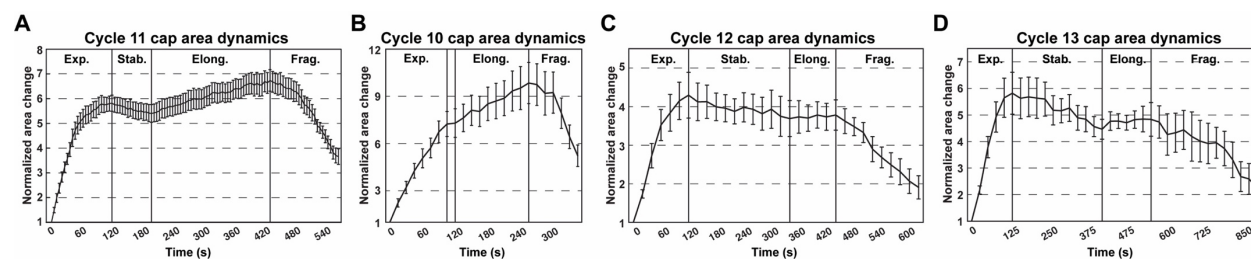 A
Cycle 11 cap area dynamics
Exp. Stab. Elong. Frag.
Normalized area change
8
7
6
5
4
3
2
1
0 60 120 180 240 300 360 420 480 540
Time (s)
B
Cycle 10 cap area dynamics
Exp. Elong. Frag.
Normalized area change
12
9
6
3
1
0 60 120 180 240 300
Time (s)
C
Cycle 12 cap area dynamics
Exp. Stab. Elong. Frag.
Normalized area change
5
4
3
2
1
0 60 120 180 240 300 360 420 480 600
Time (s)
D
Cycle 13 cap area dynamics
Exp. Stab. Elong. Frag.
Normalized area change
7
6
5
4
3
2
1
0 125 250 375 475 600 725 850
Time (s)